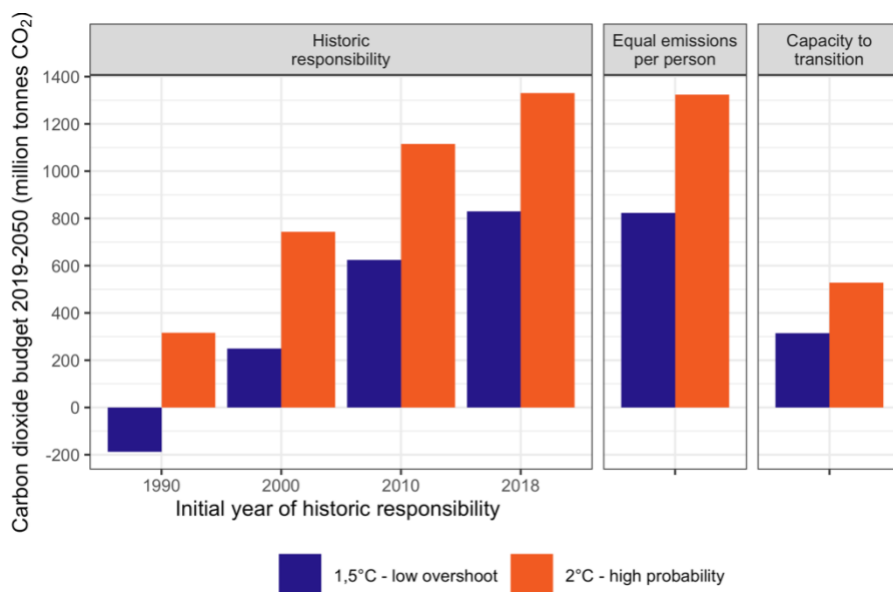 Historic
responsibility
Equal emissions
per person
Capacity to
transition
Carbon dioxide budget 2019-2050 (million tonnes CO₂)
1400
1200
1000
800
600
400
200
0
-200
1990 2000 2010 2018
Initial year of historic responsibility
1,5°C - low overshoot 2°C - high probability